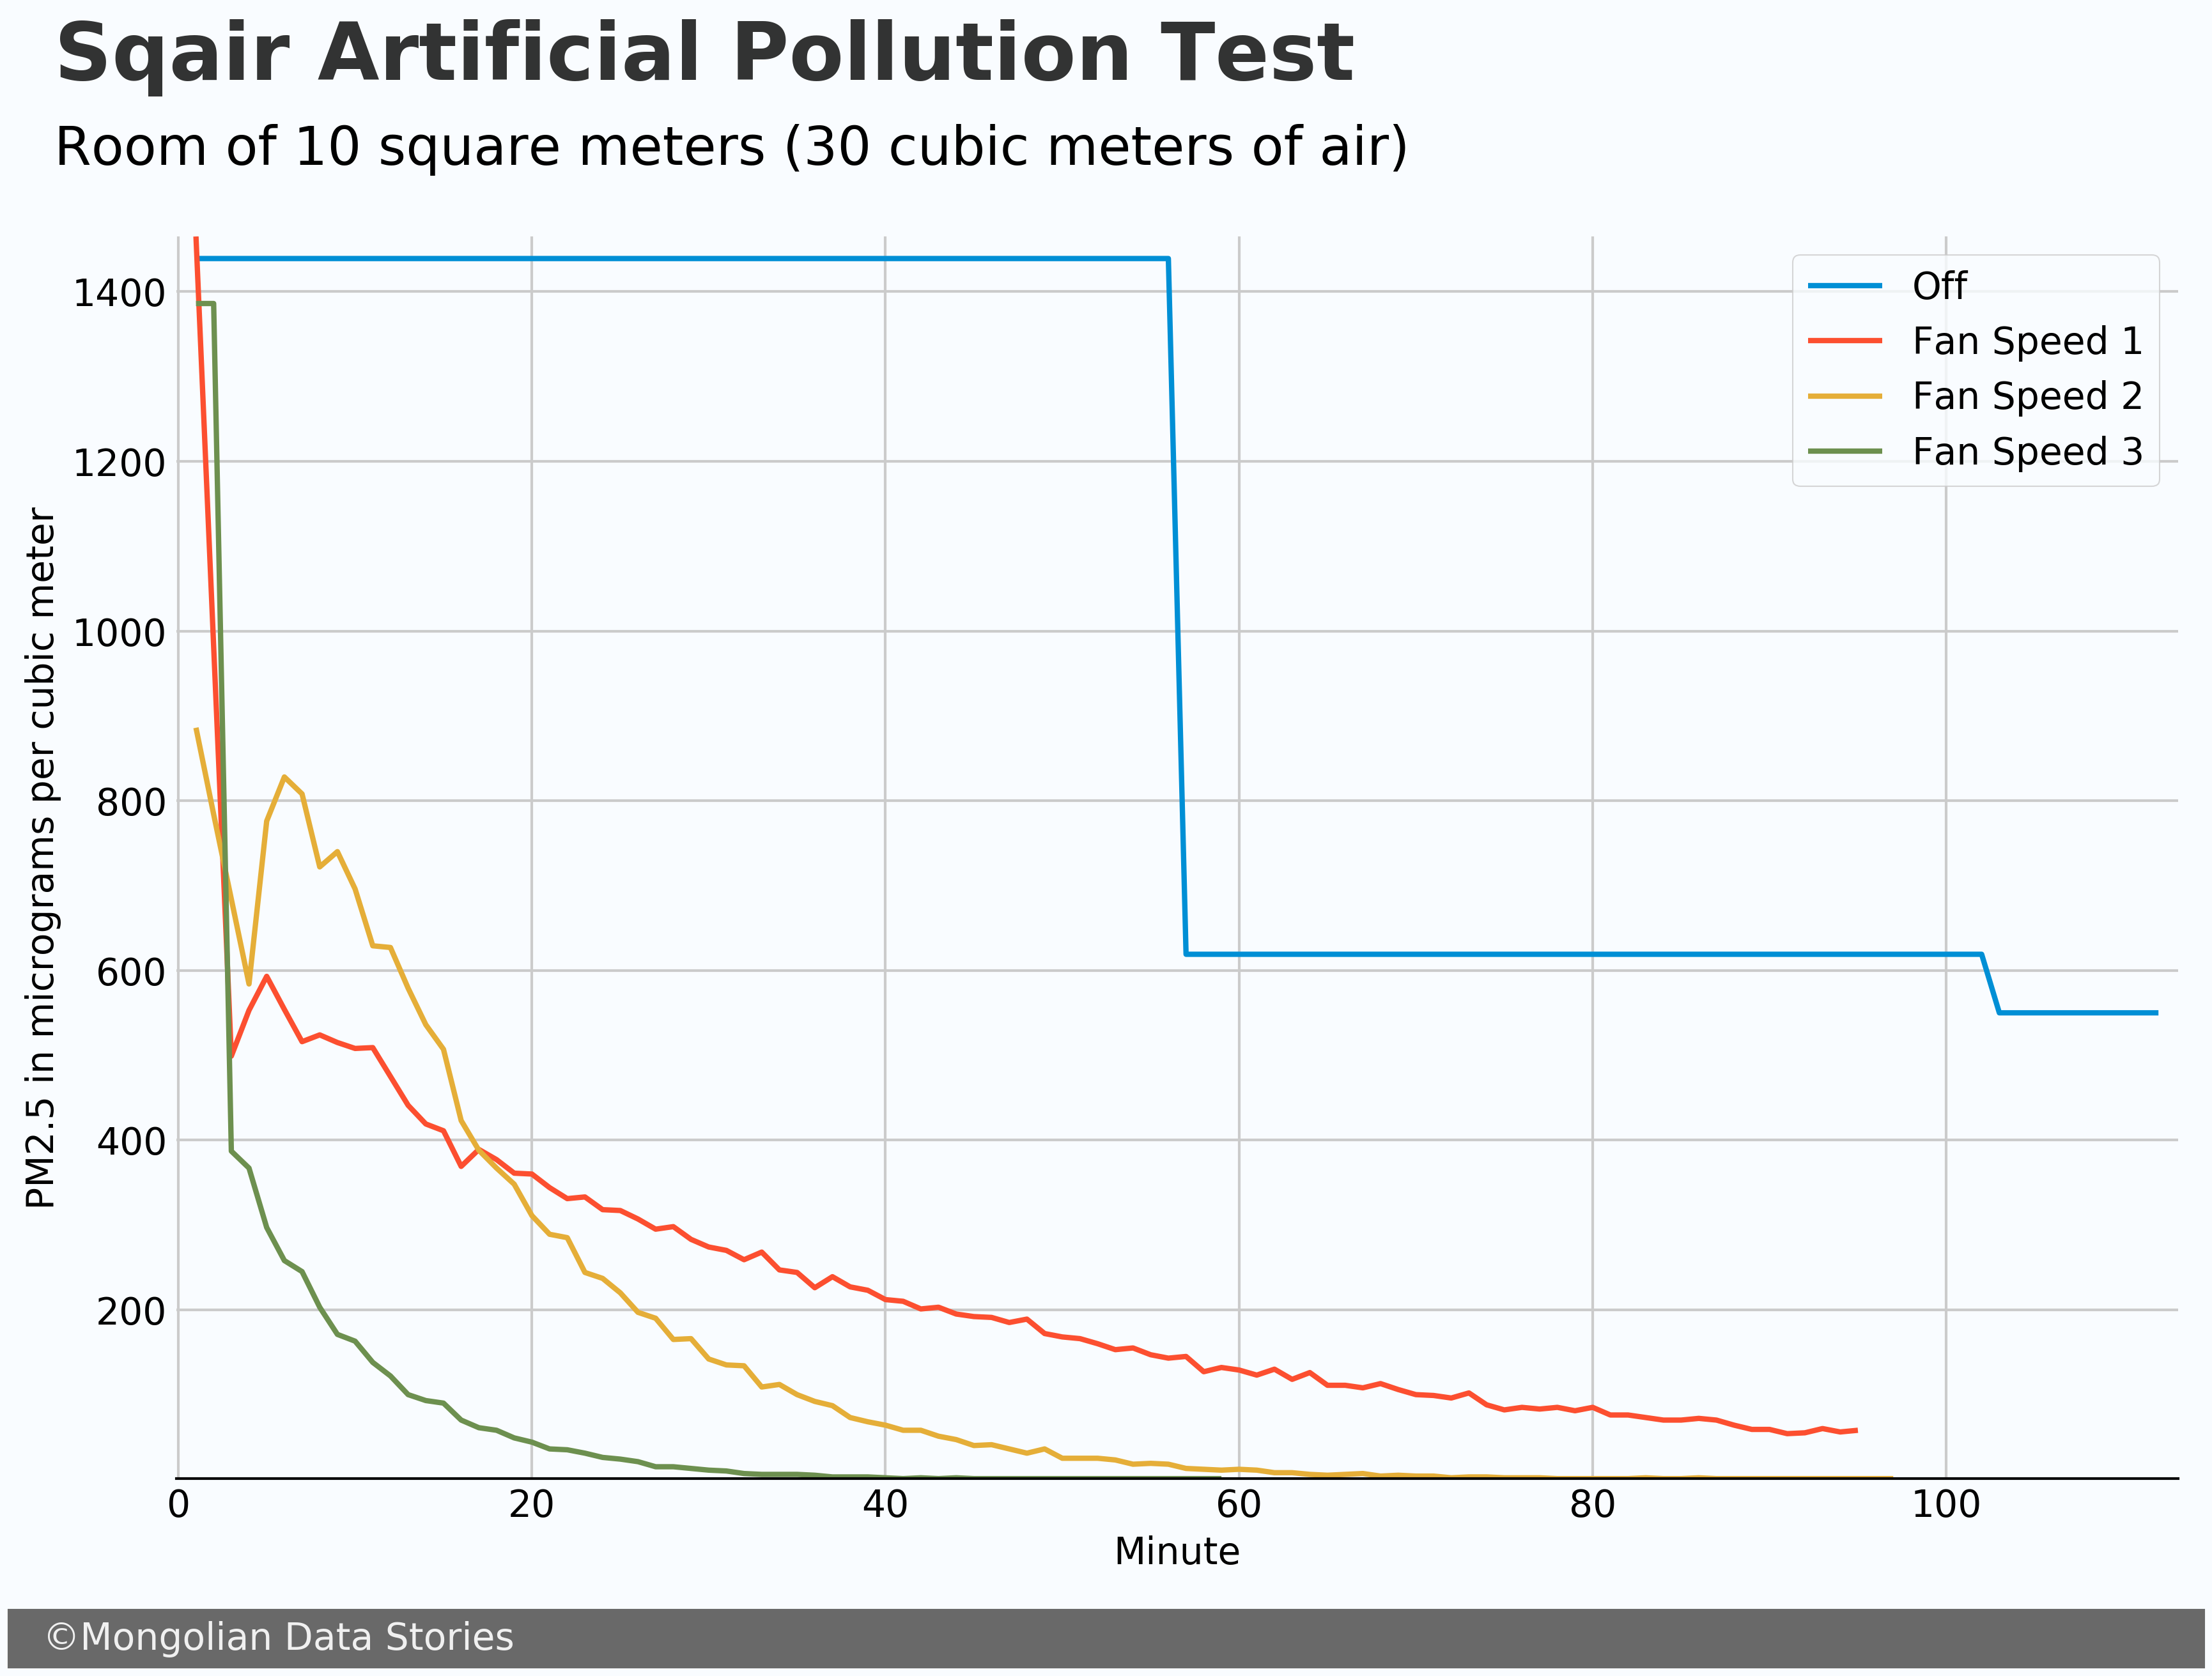 Sqair Artificial Pollution Test
Room of 10 square meters (30 cubic meters of air)
PM2.5 in micrograms per cubic meter
1400
1200
1000
800
600
400
200
Off
Fan Speed 1
Fan Speed 2
Fan Speed 3
0 20 40 60 80 100
Minute
©Mongolian Data Stories